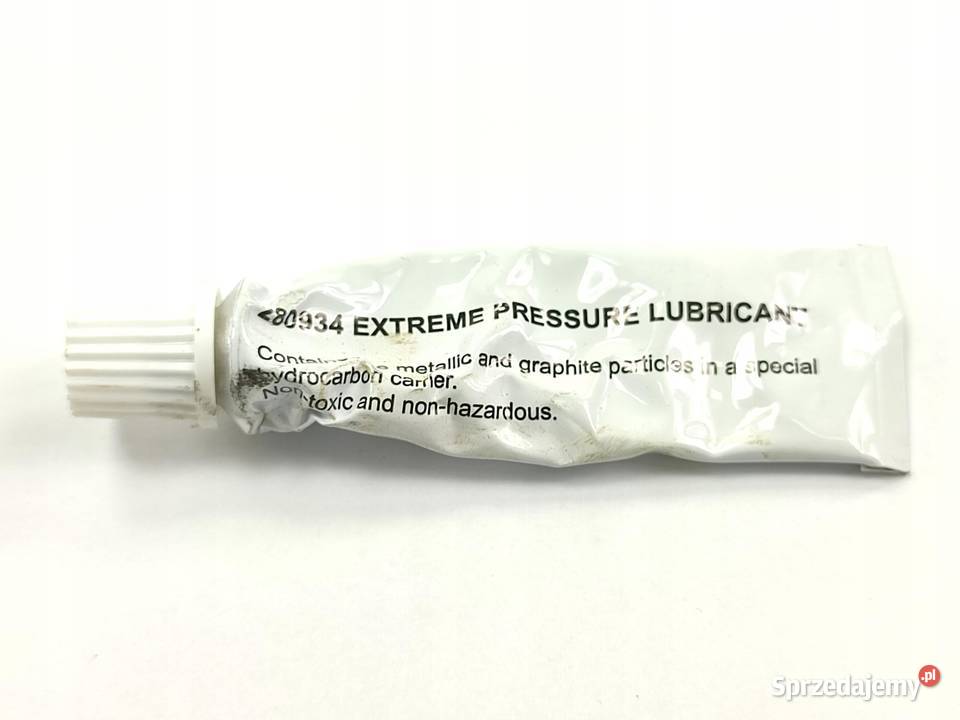 80934 EXTREME PRESSURE LUBRICANT
metallic and graphite particles in a special
hydrocarbon carrier.
Non-toxic and non-hazardous.
Sprzedajemy.pl